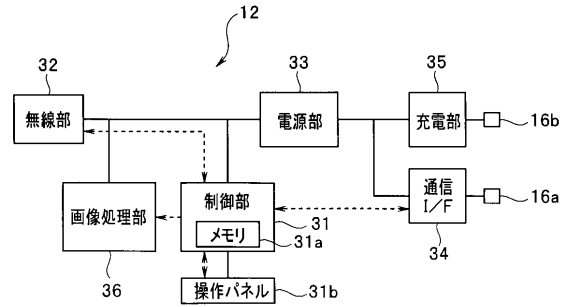 12
32
33
35
無線部
電源部
充電部
16b
画像処理部
制御部
メモリ
通信
I/F
16a
31
31a
34
36
操作パネル
31b